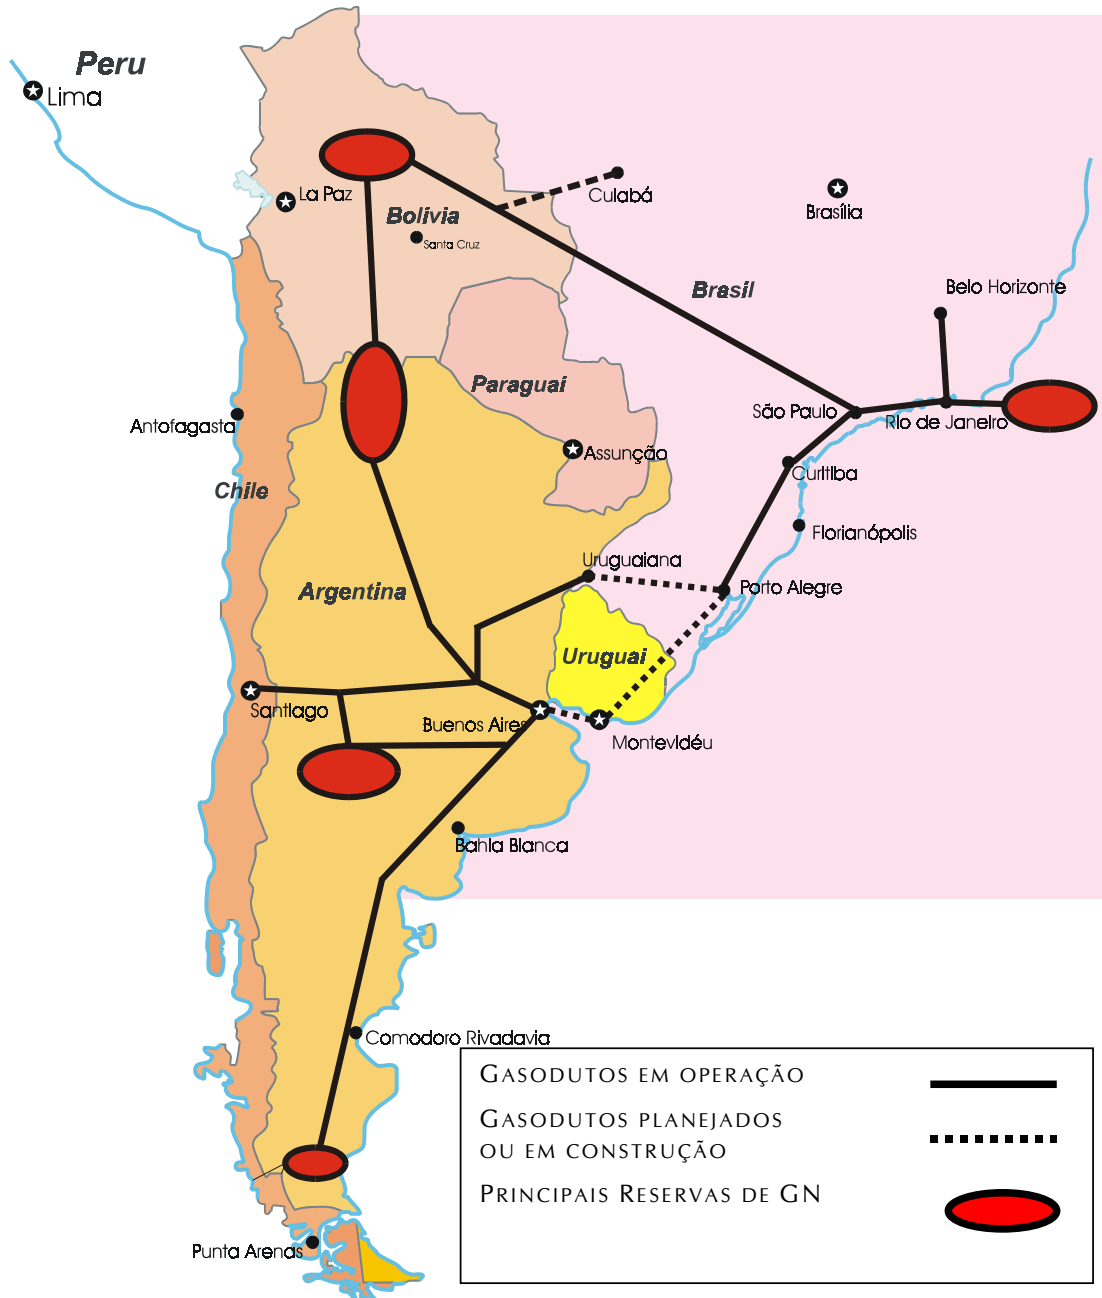 Peru
Lima
La Paz
Bolivia
Santa Cruz
Cuiabá
Brasília
Brasil
Belo Horizonte
Paraguai
São Paulo
Rio de Janeiro
Antofagasta
Assunção
Curitiba
Chile
Florianópolis
Uruguaiana
Argentina
Porto Alegre
Uruguai
Santiago
Buenos Aires
Montevidéu
Bahia Blanca
Comodoro Rivadavia
GASODUTOS EM OPERAÇÃO
GASODUTOS PLANEJADOS
OU EM CONSTRUÇÃO
PRINCIPAIS RESERVAS DE GN
Punta Arenas